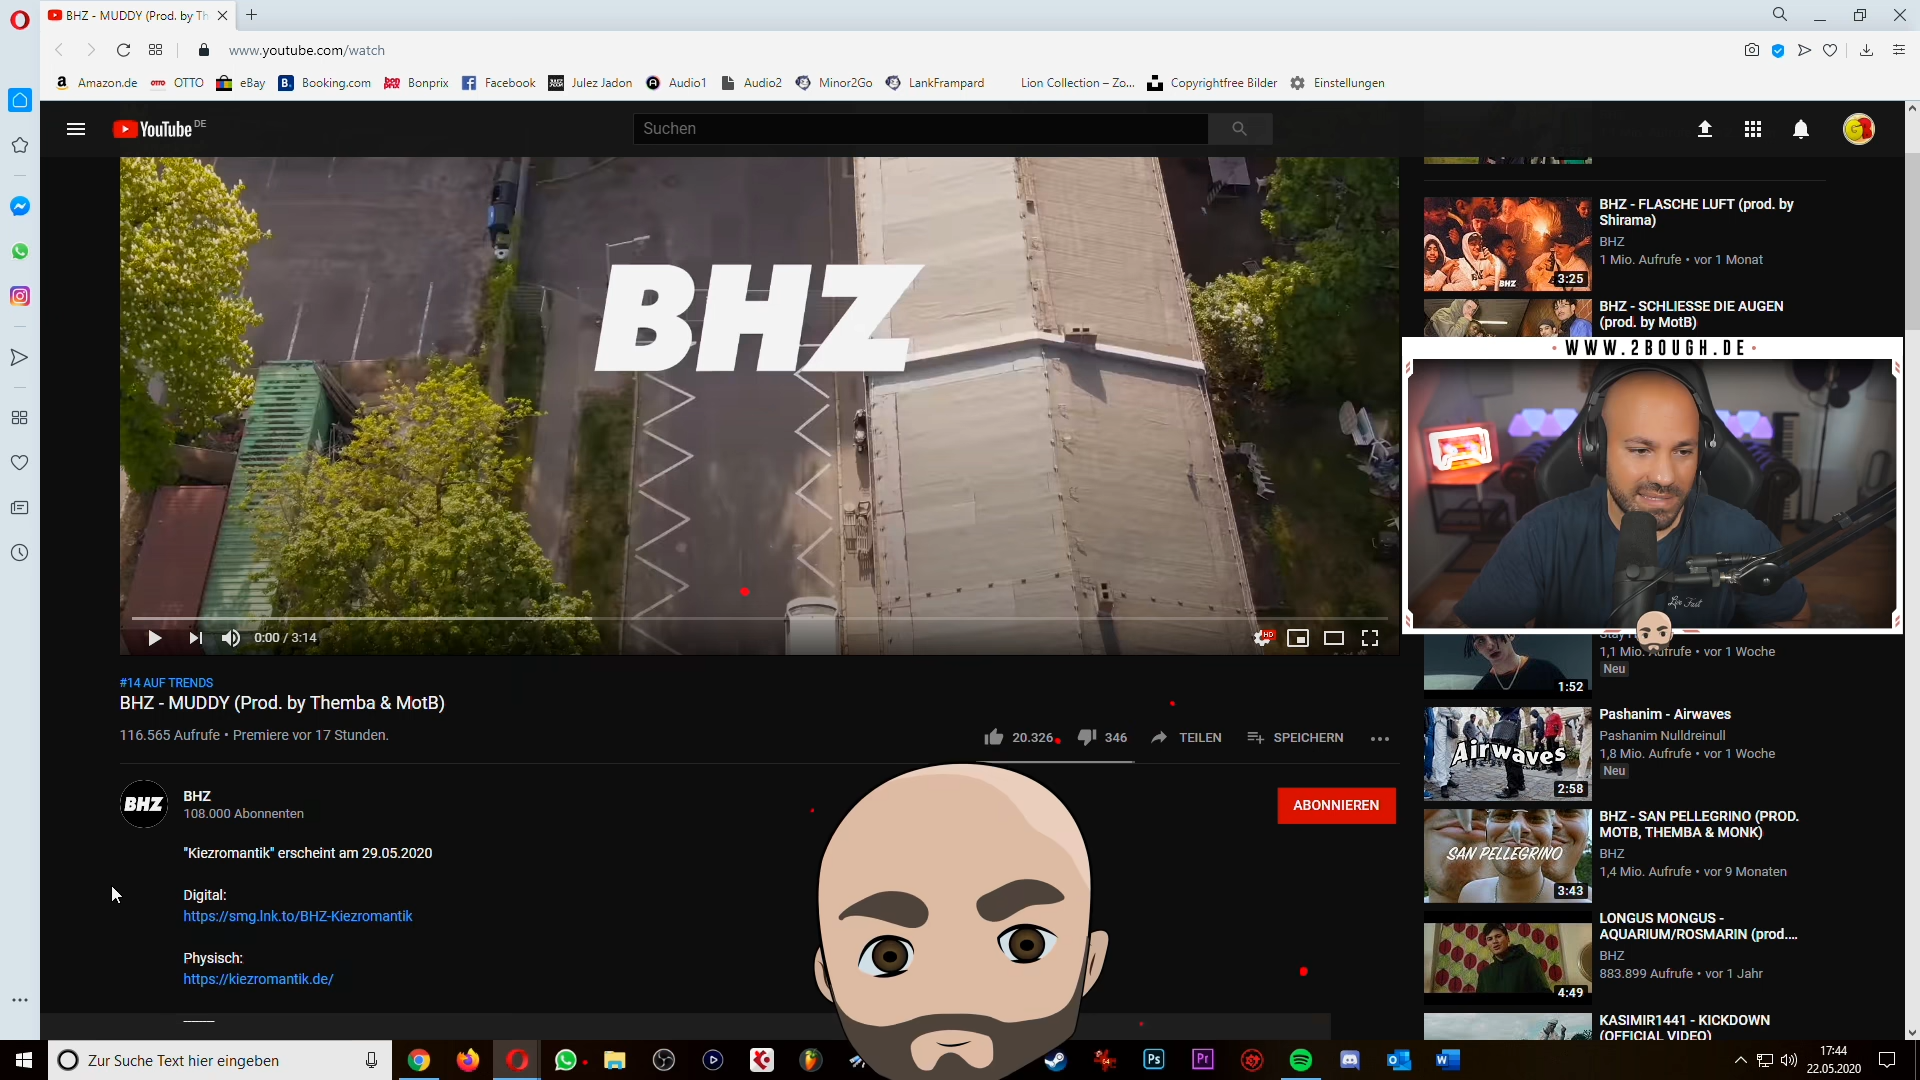 BHZ - MUDDY (Prod. by Th
www.youtube.com/watch
Amazon.de
OTTO
eBay
Booking.com
Bonprix
Facebook
Julez Jadon
Audio1
Audio2
Minor2Go
LankFrampard
Lion Collection – Zo...
Copyrightfree Bilder
Einstellungen
YouTube DE
Suchen
BHZ
0:00 / 3:14
HD
#14 AUF TRENDS
BHZ - MUDDY (Prod. by Themba & MotB)
116.565 Aufrufe • Premiere vor 17 Stunden.
20.326
346
TEILEN
SPEICHERN
BHZ
BHZ
108.000 Abonnenten
ABONNIEREN
"Kiezromantik" erscheint am 29.05.2020
Digital:
https://smg.lnk.to/BHZ-Kiezromantik
Physisch:
https://kiezromantik.de/
BHZ - FLASCHE LUFT (prod. by
Shirama)
BHZ
1 Mio. Aufrufe • vor 1 Monat
BHZ
3:25
BHZ - SCHLIESSE DIE AUGEN
(prod. by MotB)
WWW.2BOUGH.DE
Live Fast
1,1 Mio. Aufrufe • vor 1 Woche
Neu
1:52
Pashanim - Airwaves
Pashanim Nulldreinull
1,8 Mio. Aufrufe • vor 1 Woche
Neu
Airwaves
2:58
BHZ - SAN PELLEGRINO (PROD.
MOTB, THEMBA & MONK)
BHZ
1,4 Mio. Aufrufe • vor 9 Monaten
SAN PELLEGRINO
3:43
LONGUS MONGUS -
AQUARIUM/ROSMARIN (prod....
BHZ
883.899 Aufrufe • vor 1 Jahr
4:49
KASIMIR1441 - KICKDOWN
(OFFICIAL VIDEO)
Zur Suche Text hier eingeben
Ps
Pr
17:44
22.05.2020